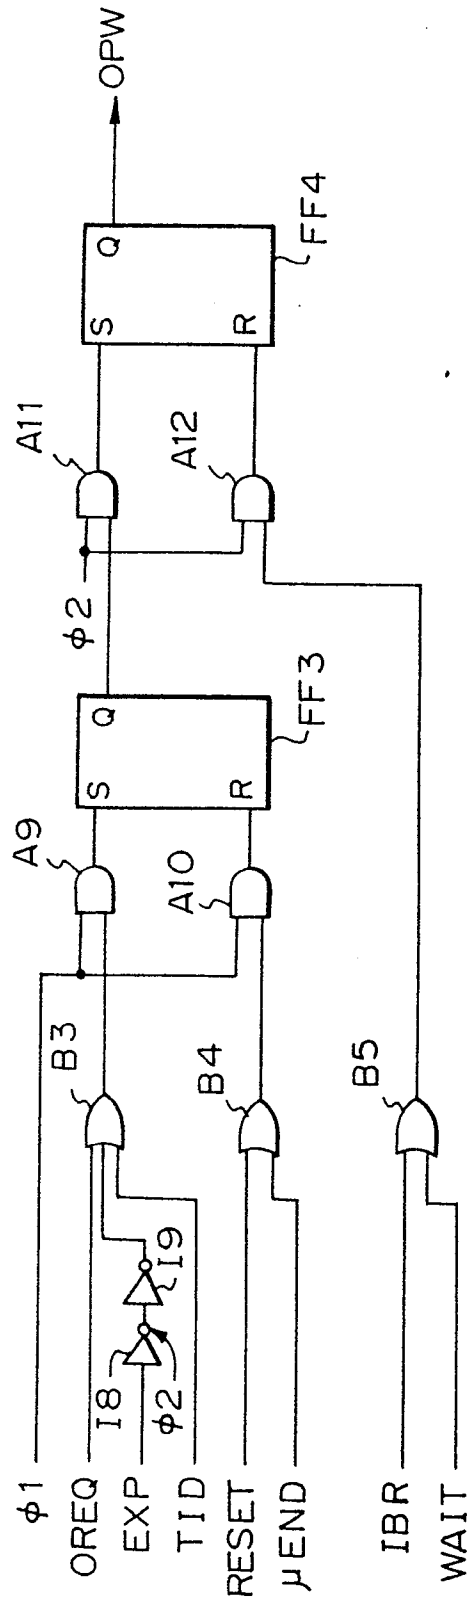 φ1
OREQ
EXP
TID
RESET
μEND
IBR
WAIT
I8
φ2
I9
B3
B4
B5
A9
A10
S
Q
R
FF3
φ2
A11
A12
S
Q
R
FF4
OPW